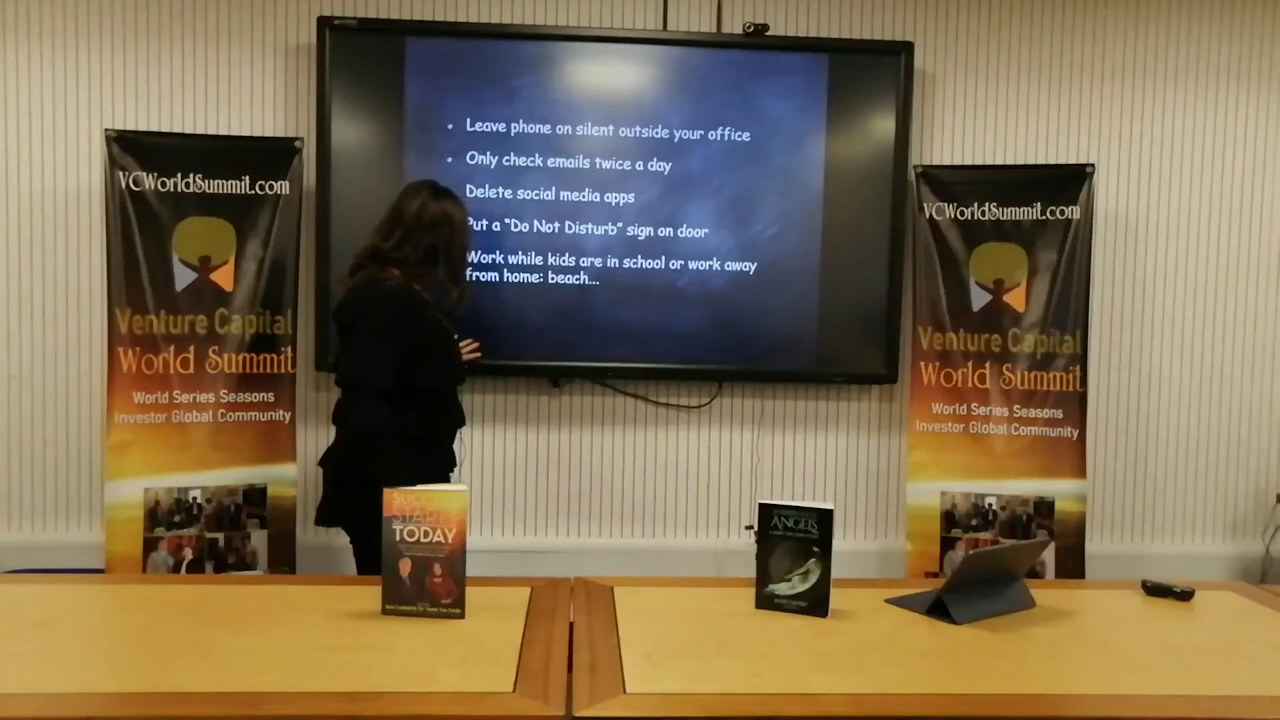 Leave phone on silent outside your office
Only check emails twice a day
Delete social media apps
Put a "Do Not Disturb" sign on door
Work while kids are in school or work away
from home: beach...
VCWorldSummit.com
Venture Capital
World Summit
World Series Seasons
Investor Global Community
VCWorldSummit.com
Venture Capital
World Summit
World Series Seasons
Investor Global Community
START
TODAY
ANGELS